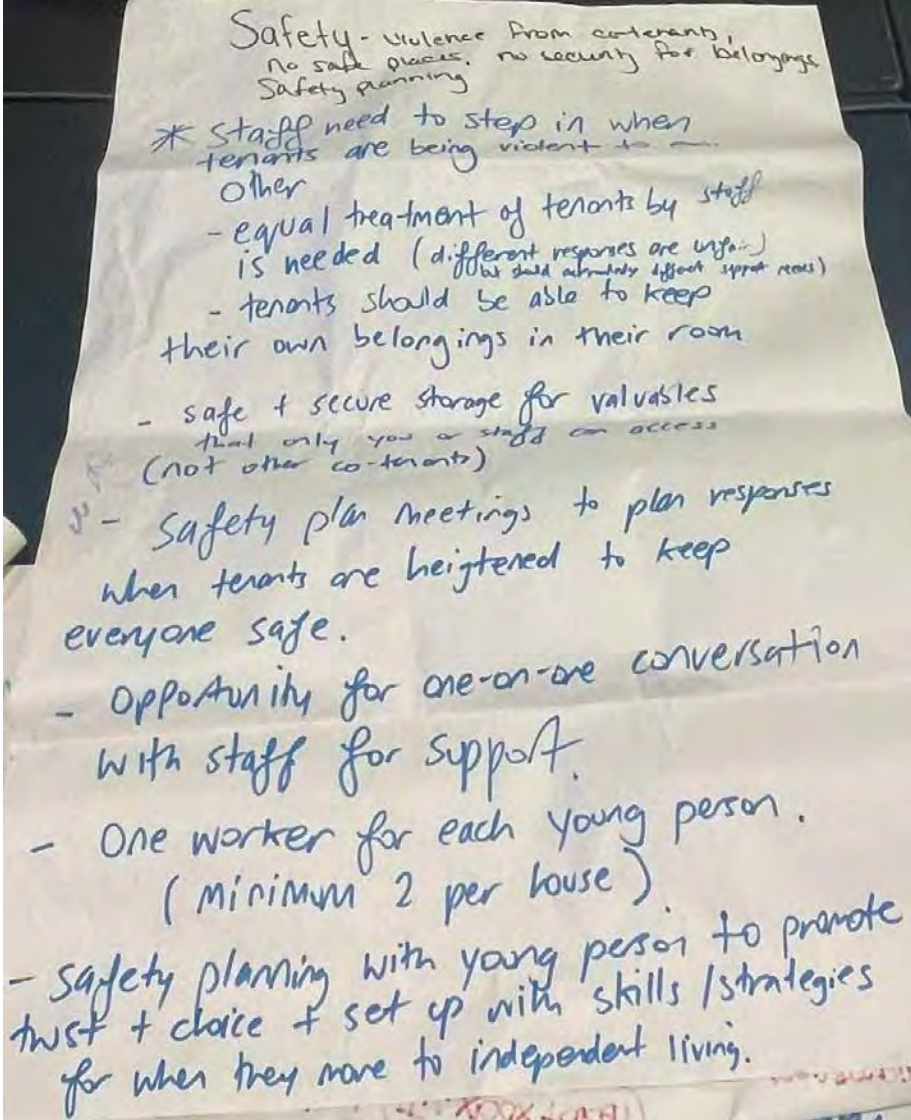 Safety - violence from cotenants,
no safe places. no security for belongings
Safety planning
* Staff need to step in when
tenants are being violent to
other
- equal treatment of tenants by staff
is needed (different responses are unfair)
but should different support needs)
- tenants should be able to keep
their own belongings in their room
- safe + secure storage for valuables
that only you or staff can access
(not other co-tenants)
- Safety plan meetings to plan responses
when tenants are heigtened to keep
everyone safe.
- Opportunity for one-on-one conversation
with staff for support.
- One worker for each young person.
(minimum 2 per house)
- Safety planning with young person to promote
trust + choice + set up with skills / strategies
for when they move to independent living.